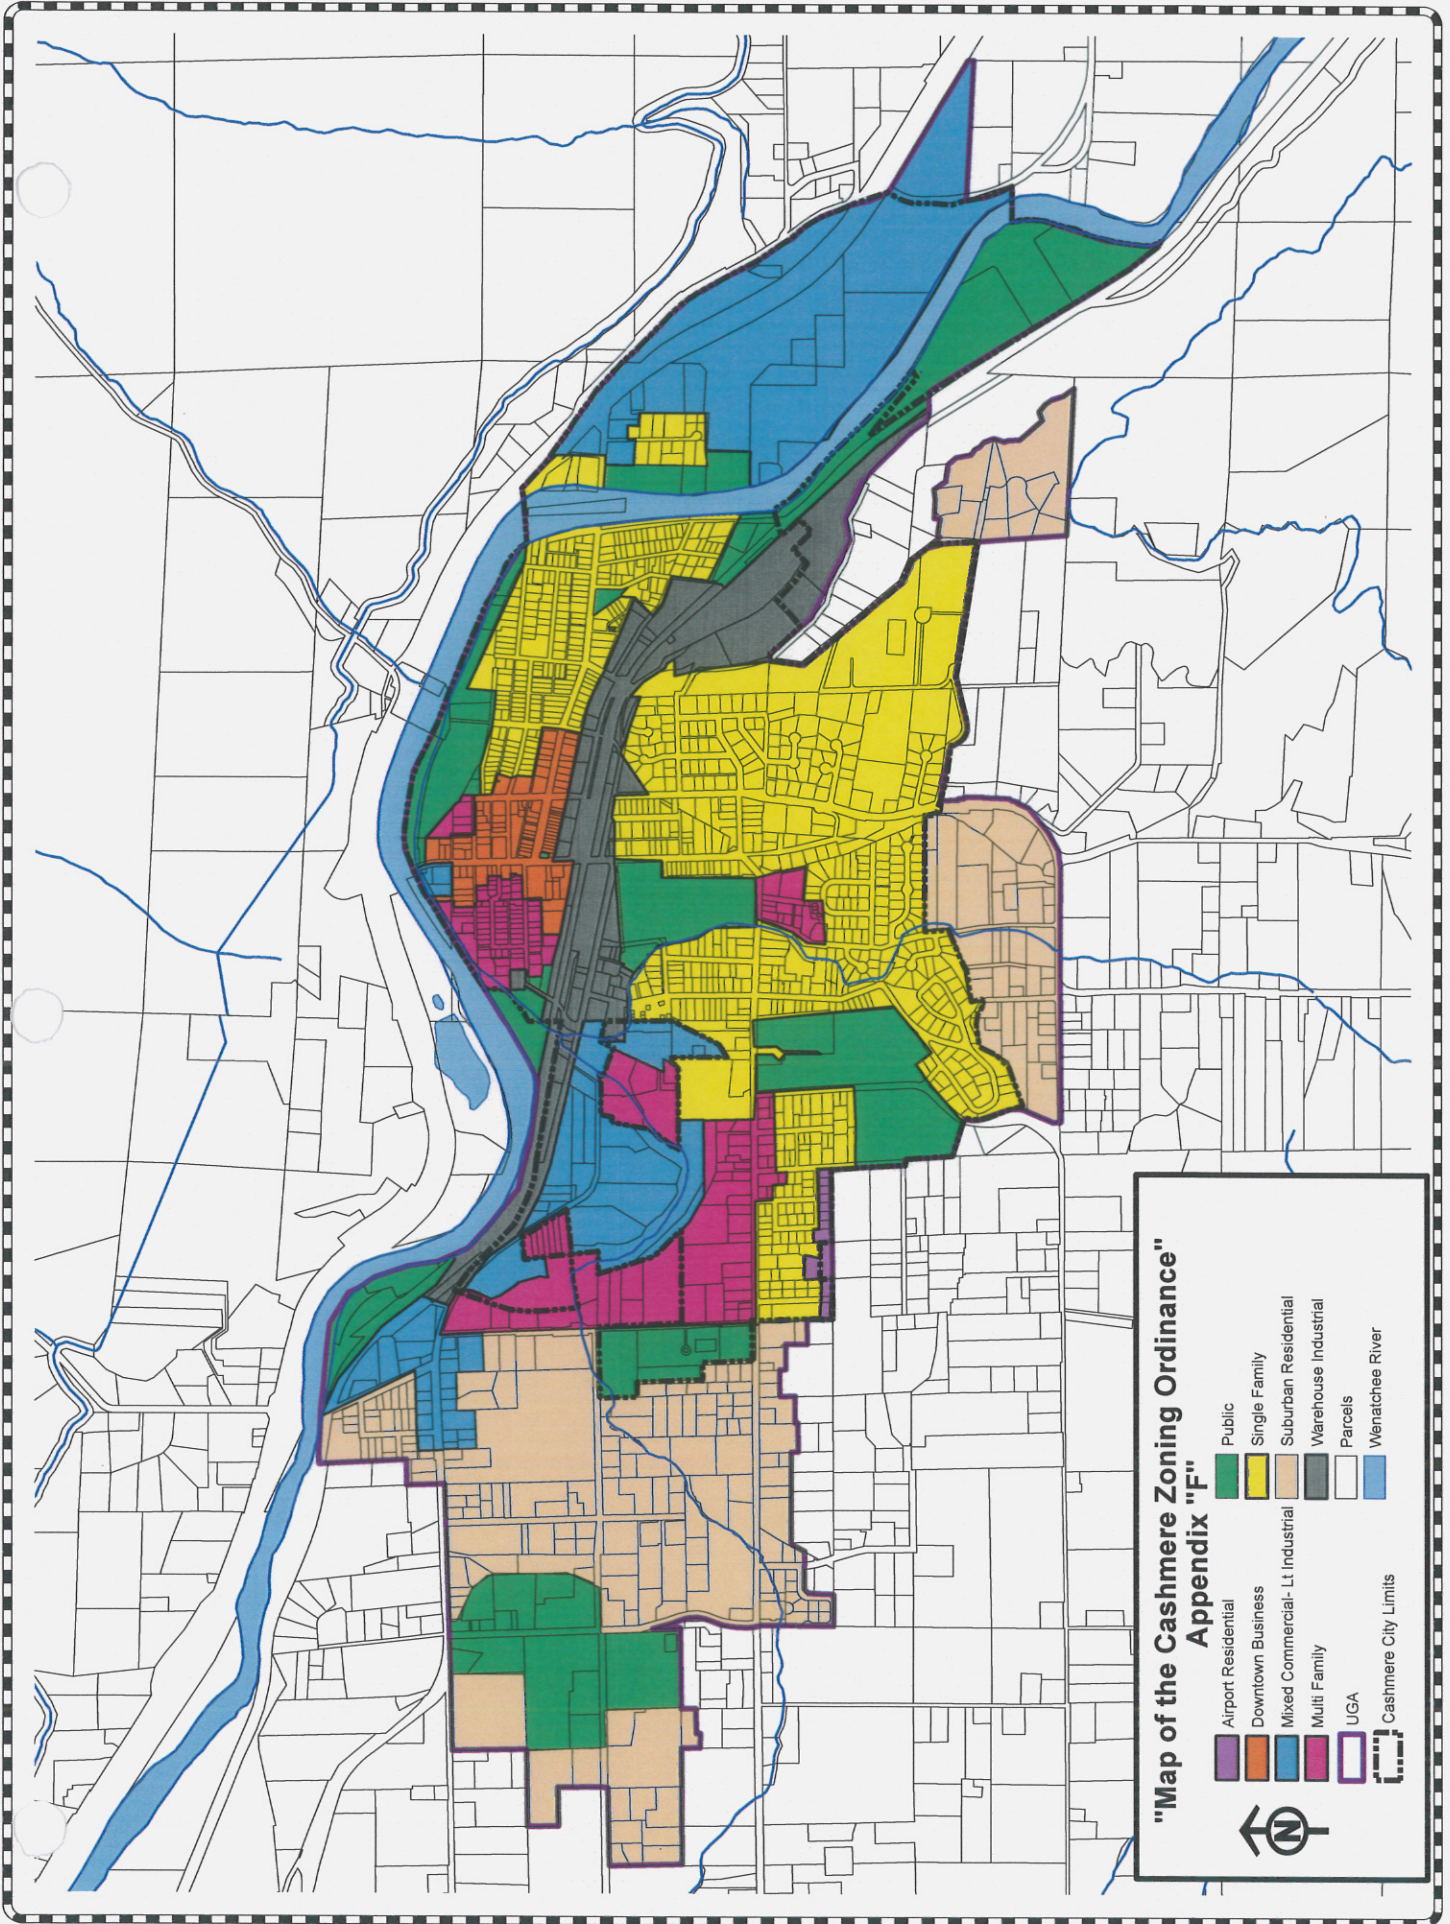 "Map of the Cashmere Zoning Ordinance"
Appendix "F"
Airport Residential
Downtown Business
Mixed Commercial- Lt Industrial
Multi Family
UGA
Cashmere City Limits
Public
Single Family
Suburban Residential
Warehouse Industrial
Parcels
Wenatchee River
N